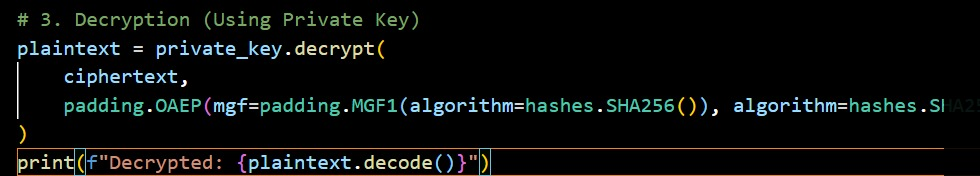 # 3. Decryption (Using Private Key)
plaintext = private_key.decrypt(
    ciphertext,
    padding.OAEP(mgf=padding.MGF1(algorithm=hashes.SHA256()), algorithm=hashes.SHA25
)
print(f"Decrypted: {plaintext.decode()}")